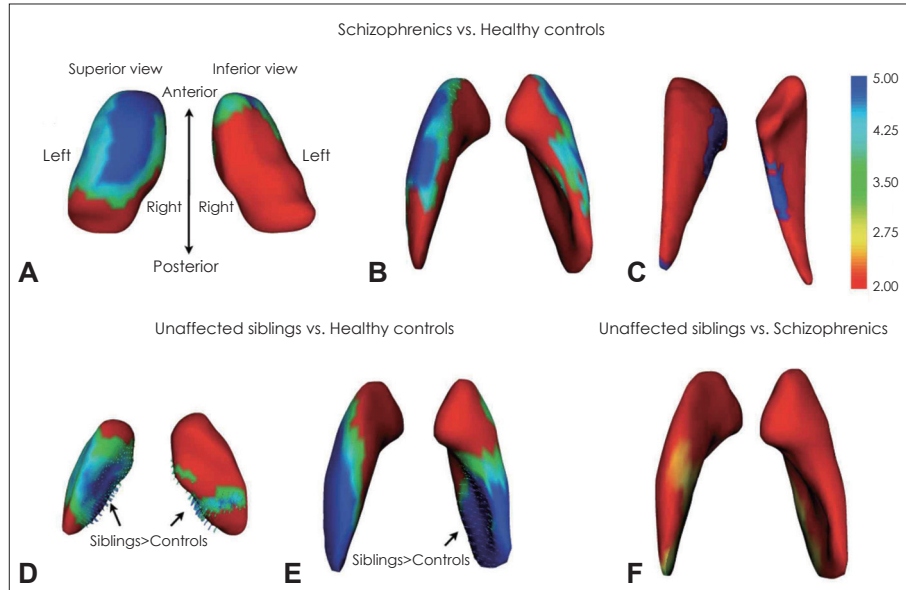 Schizophrenics vs. Healthy controls
Superior view
Inferior view
Anterior
Left
Left
Right
Right
Posterior
A
B
C
5.00
4.25
3.50
2.75
2.00
Unaffected siblings vs. Healthy controls
Unaffected siblings vs. Schizophrenics
Siblings>Controls
Siblings>Controls
D
E
F